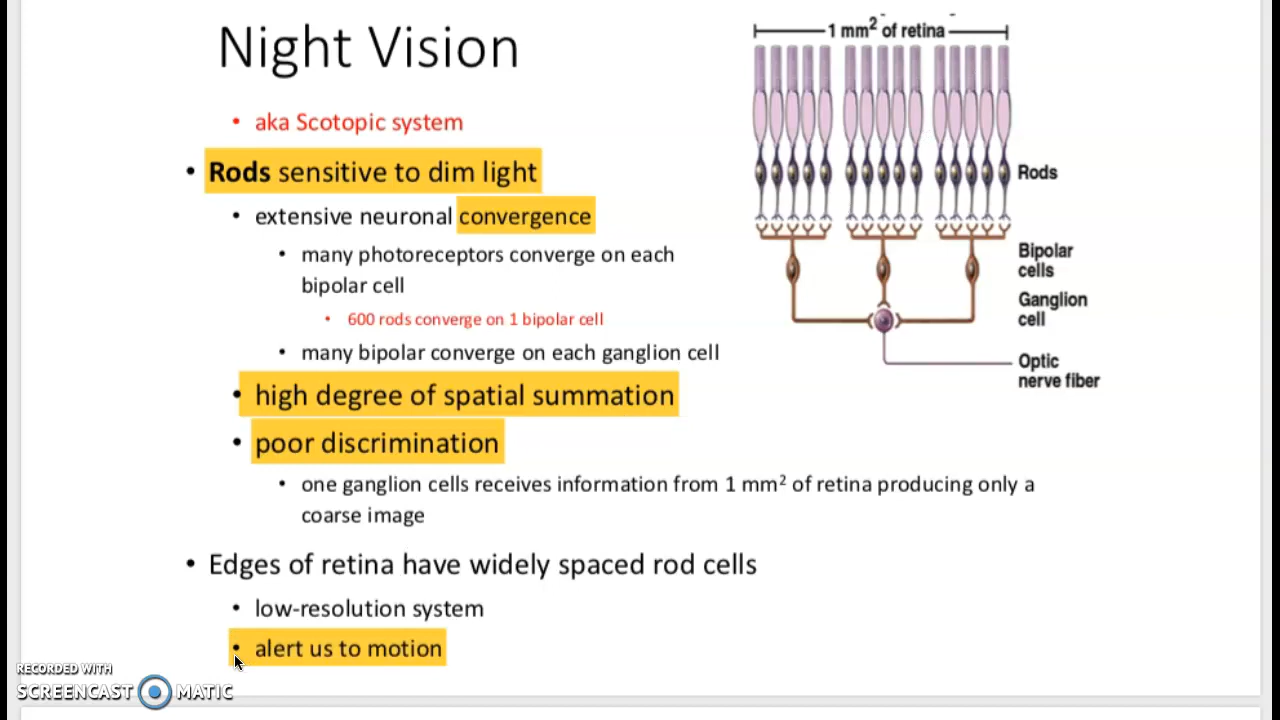 Night Vision
1 mm² of retina
• aka Scotopic system
• Rods sensitive to dim light
• extensive neuronal convergence
• many photoreceptors converge on each
bipolar cell
• 600 rods converge on 1 bipolar cell
• many bipolar converge on each ganglion cell
• high degree of spatial summation
• poor discrimination
• one ganglion cells receives information from 1 mm² of retina producing only a
coarse image
• Edges of retina have widely spaced rod cells
• low-resolution system
• alert us to motion
Rods
Bipolar
cells
Ganglion
cell
Optic
nerve fiber
RECORDED WITH
SCREENCAST MATIC